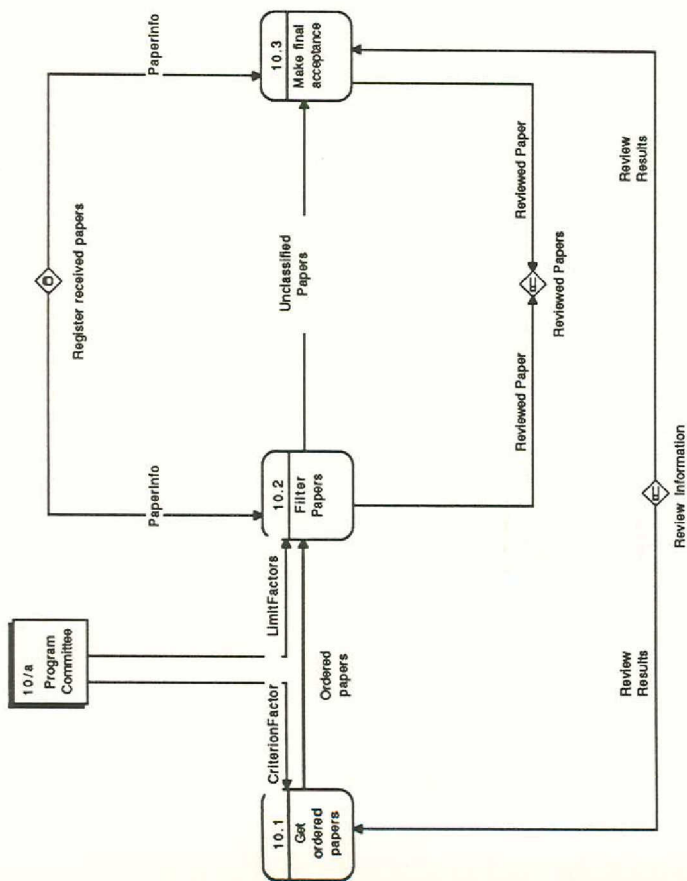 10/a
Program
Committee
PaperInfo
Register received papers
PaperInfo
CriterionFactor
LimitFactors
10.1
Get
ordered
papers
Ordered
papers
10.2
Filter
Papers
Unclassified
Papers
10.3
Make final
acceptance
Reviewed Paper
Reviewed Paper
Reviewed Papers
Review
Results
Review
Results
Review Information